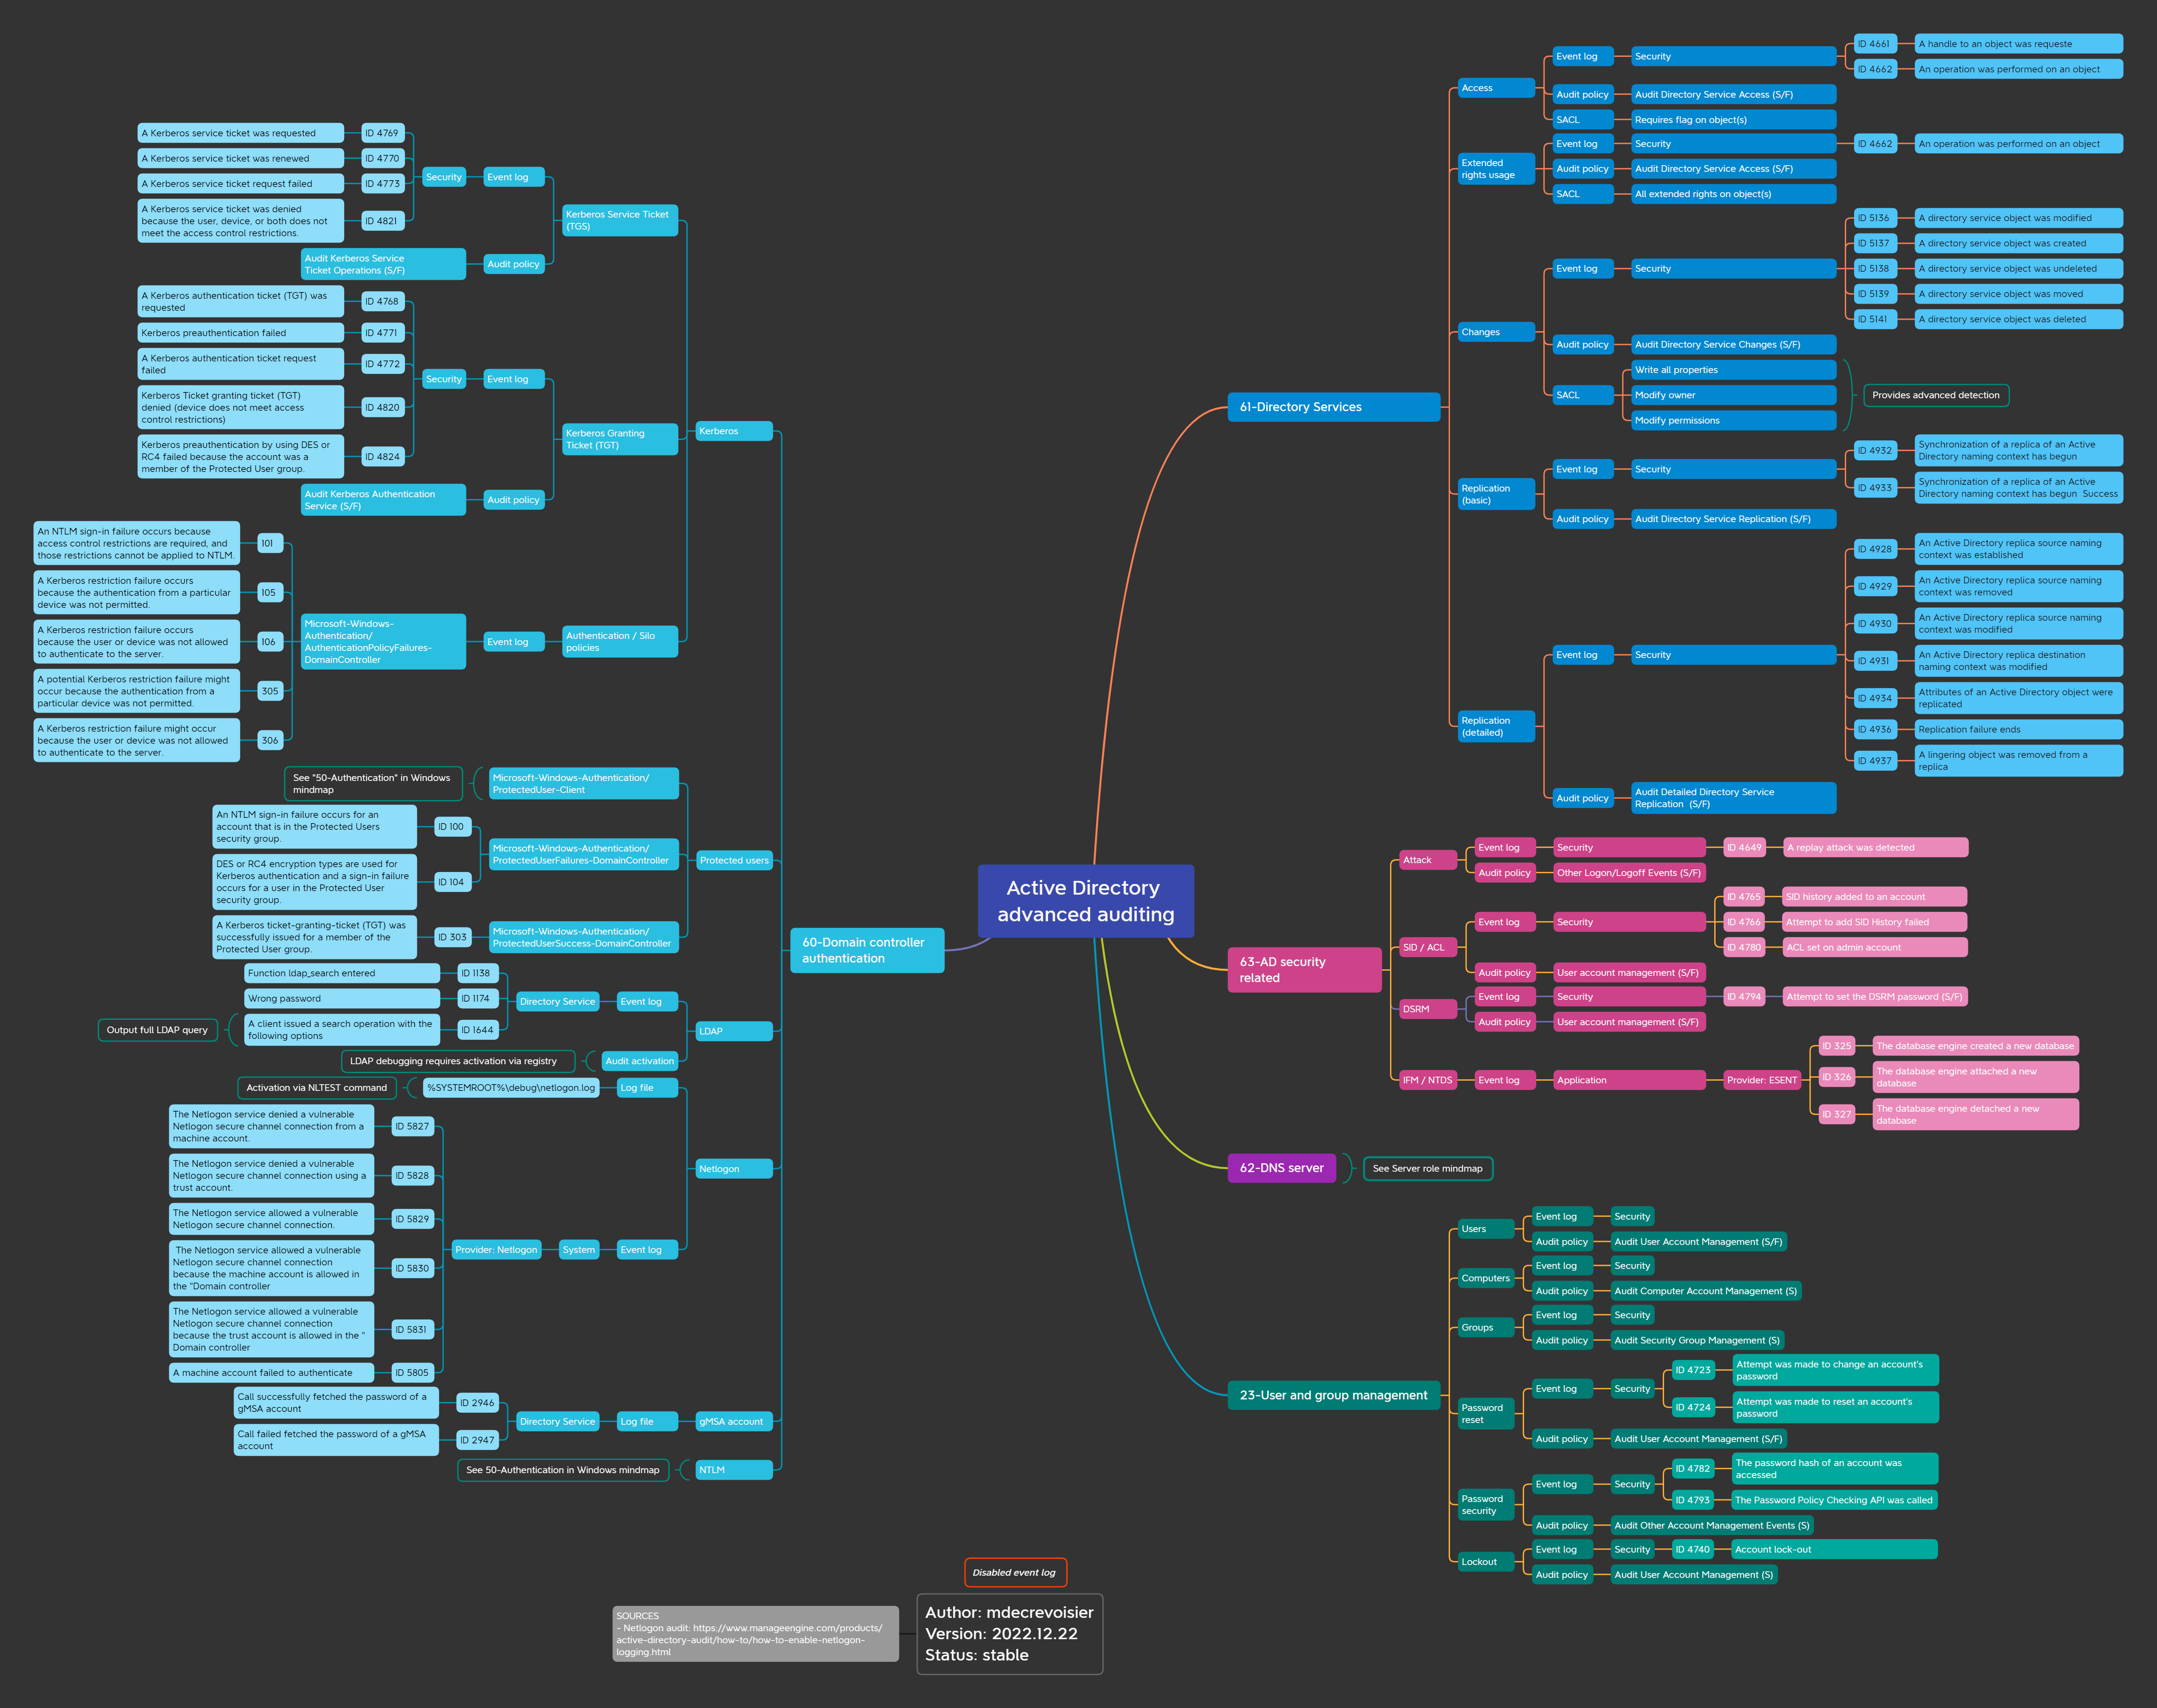 Active Directory
advanced auditing
61-Directory Services
Access
Event log
Security
ID 4661
A handle to an object was requeste
ID 4662
An operation was performed on an object
Audit policy
Audit Directory Service Access (S/F)
SACL
Requires flag on object(s)
Extended
rights usage
Event log
Security
ID 4662
An operation was performed on an object
Audit policy
Audit Directory Service Access (S/F)
SACL
All extended rights on object(s)
Changes
Event log
Security
ID 5136
A directory service object was modified
ID 5137
A directory service object was created
ID 5138
A directory service object was undeleted
ID 5139
A directory service object was moved
ID 5141
A directory service object was deleted
Audit policy
Audit Directory Service Changes (S/F)
SACL
Write all properties
Modify owner
Modify permissions
Provides advanced detection
Replication
(basic)
Event log
Security
ID 4932
Synchronization of a replica of an Active
Directory naming context has begun
ID 4933
Synchronization of a replica of an Active
Directory naming context has begun  Success
Audit policy
Audit Directory Service Replication (S/F)
Replication
(detailed)
Event log
Security
ID 4928
An Active Directory replica source naming
context was established
ID 4929
An Active Directory replica source naming
context was removed
ID 4930
An Active Directory replica source naming
context was modified
ID 4931
An Active Directory replica destination
naming context was modified
ID 4934
Attributes of an Active Directory object were
replicated
ID 4936
Replication failure ends
ID 4937
A lingering object was removed from a
replica
Audit policy
Audit Detailed Directory Service
Replication  (S/F)
63-AD security
related
Attack
Event log
Security
ID 4649
A replay attack was detected
Audit policy
Other Logon/Logoff Events (S/F)
SID / ACL
Event log
Security
ID 4765
SID history added to an account
ID 4766
Attempt to add SID History failed
ID 4780
ACL set on admin account
Audit policy
User account management (S/F)
DSRM
Event log
Security
ID 4794
Attempt to set the DSRM password (S/F)
Audit policy
User account management (S/F)
IFM / NTDS
Event log
Application
Provider: ESENT
ID 325
The database engine created a new database
ID 326
The database engine attached a new
database
ID 327
The database engine detached a new
database
62-DNS server
See Server role mindmap
23-User and group management
Users
Event log
Security
Audit policy
Audit User Account Management (S/F)
Computers
Event log
Security
Audit policy
Audit Computer Account Management (S)
Groups
Event log
Security
Audit policy
Audit Security Group Management (S)
Password
reset
Event log
Security
ID 4723
Attempt was made to change an account's
password
ID 4724
Attempt was made to reset an account's
password
Audit policy
Audit User Account Management (S/F)
Password
security
Event log
Security
ID 4782
The password hash of an account was
accessed
ID 4793
The Password Policy Checking API was called
Audit policy
Audit Other Account Management Events (S)
Lockout
Event log
Security
ID 4740
Account lock-out
Audit policy
Audit User Account Management (S)
60-Domain controller
authentication
Kerberos
Kerberos Service Ticket
(TGS)
Event log
Security
ID 4769
A Kerberos service ticket was requested
ID 4770
A Kerberos service ticket was renewed
ID 4773
A Kerberos service ticket request failed
ID 4821
A Kerberos service ticket was denied
because the user, device, or both does not
meet the access control restrictions.
Audit policy
Audit Kerberos Service
Ticket Operations (S/F)
Kerberos Granting
Ticket (TGT)
Event log
Security
ID 4768
A Kerberos authentication ticket (TGT) was
requested
ID 4771
Kerberos preauthentication failed
ID 4772
A Kerberos authentication ticket request
failed
ID 4820
Kerberos Ticket granting ticket (TGT)
denied (device does not meet access
control restrictions)
ID 4824
Kerberos preauthentication by using DES or
RC4 failed because the account was a
member of the Protected User group.
Audit policy
Audit Kerberos Authentication
Service (S/F)
Authentication / Silo
policies
Event log
Microsoft-Windows-
Authentication/
AuthenticationPolicyFailures-
DomainController
101
An NTLM sign-in failure occurs because
access control restrictions are required, and
those restrictions cannot be applied to NTLM.
105
A Kerberos restriction failure occurs
because the authentication from a particular
device was not permitted.
106
A Kerberos restriction failure occurs
because the user or device was not allowed
to authenticate to the server.
305
A potential Kerberos restriction failure might
occur because the authentication from a
particular device was not permitted.
306
A Kerberos restriction failure might occur
because the user or device was not allowed
to authenticate to the server.
Protected users
Microsoft-Windows-Authentication/
ProtectedUser-Client
See "50-Authentication" in Windows
mindmap
Microsoft-Windows-Authentication/
ProtectedUserFailures-DomainController
ID 100
An NTLM sign-in failure occurs for an
account that is in the Protected Users
security group.
ID 104
DES or RC4 encryption types are used for
Kerberos authentication and a sign-in failure
occurs for a user in the Protected User
security group.
Microsoft-Windows-Authentication/
ProtectedUserSuccess-DomainController
ID 303
A Kerberos ticket-granting-ticket (TGT) was
successfully issued for a member of the
Protected User group.
LDAP
Event log
Directory Service
ID 1138
Function ldap_search entered
ID 1174
Wrong password
ID 1644
A client issued a search operation with the
following options
Output full LDAP query
Audit activation
LDAP debugging requires activation via registry
Netlogon
Log file
%SYSTEMROOT%\debug\netlogon.log
Activation via NLTEST command
Event log
System
Provider: Netlogon
ID 5827
The Netlogon service denied a vulnerable
Netlogon secure channel connection from a
machine account.
ID 5828
The Netlogon service denied a vulnerable
Netlogon secure channel connection using a
trust account.
ID 5829
The Netlogon service allowed a vulnerable
Netlogon secure channel connection.
ID 5830
The Netlogon service allowed a vulnerable
Netlogon secure channel connection
because the machine account is allowed in
the "Domain controller
ID 5831
The Netlogon service allowed a vulnerable
Netlogon secure channel connection
because the trust account is allowed in the "
Domain controller
ID 5805
A machine account failed to authenticate
gMSA account
Log file
Directory Service
ID 2946
Call successfully fetched the password of a
gMSA account
ID 2947
Call failed fetched the password of a gMSA
account
NTLM
See 50-Authentication in Windows mindmap
Disabled event log
Author: mdecrevoisier
Version: 2022.12.22
Status: stable
SOURCES
- Netlogon audit: https://www.manageengine.com/products/
active-directory-audit/how-to/how-to-enable-netlogon-
logging.html